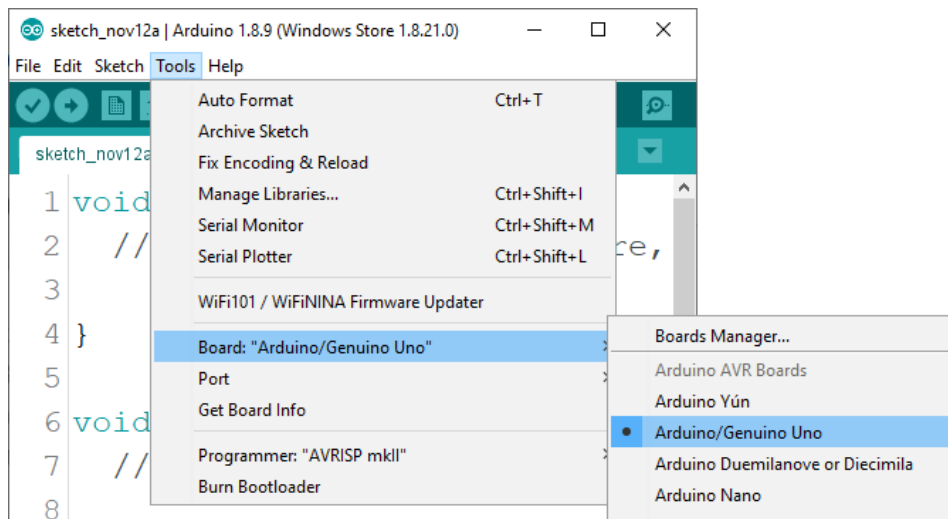 sketch_nov12a | Arduino 1.8.9 (Windows Store 1.8.21.0)
File Edit Sketch Tools Help
sketch_nov12a
Auto Format Ctrl+T
Archive Sketch
Fix Encoding & Reload
Manage Libraries... Ctrl+Shift+I
Serial Monitor Ctrl+Shift+M
Serial Plotter Ctrl+Shift+L
WiFi101 / WiFiNINA Firmware Updater
Board: "Arduino/Genuino Uno"
Port
Get Board Info
Programmer: "AVRISP mkII"
Burn Bootloader
Boards Manager...
Arduino AVR Boards
Arduino Yún
Arduino/Genuino Uno
Arduino Duemilanove or Diecimila
Arduino Nano
1 void
2 // re,
3
4 }
5
6 void
7 //
8